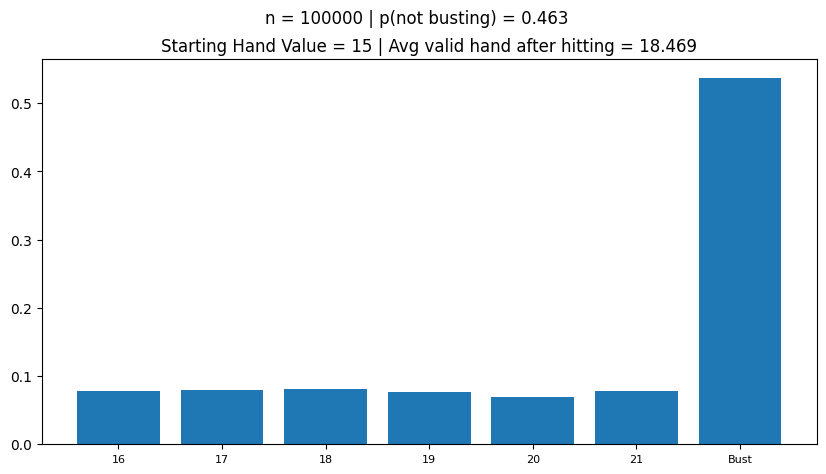 n = 100000 | p(not busting) = 0.463
Starting Hand Value = 15 | Avg valid hand after hitting = 18.469
0.5
0.4
0.3
0.2
0.1
0.0
16 17 18 19 20 21 Bust